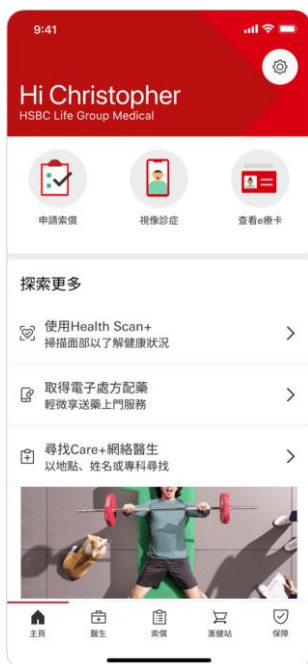 9:41
Hi Christopher
HSBC Life Group Medical
申請索償
視像診症
查看e療卡
探索更多
使用Health Scan+
掃描面部以了解健康狀況
取得電子處方配藥
輕微享送藥上門服務
尋找Care+網絡醫生
以地點、姓名或專科尋找
主頁
醫生
索償
滙健站
保障